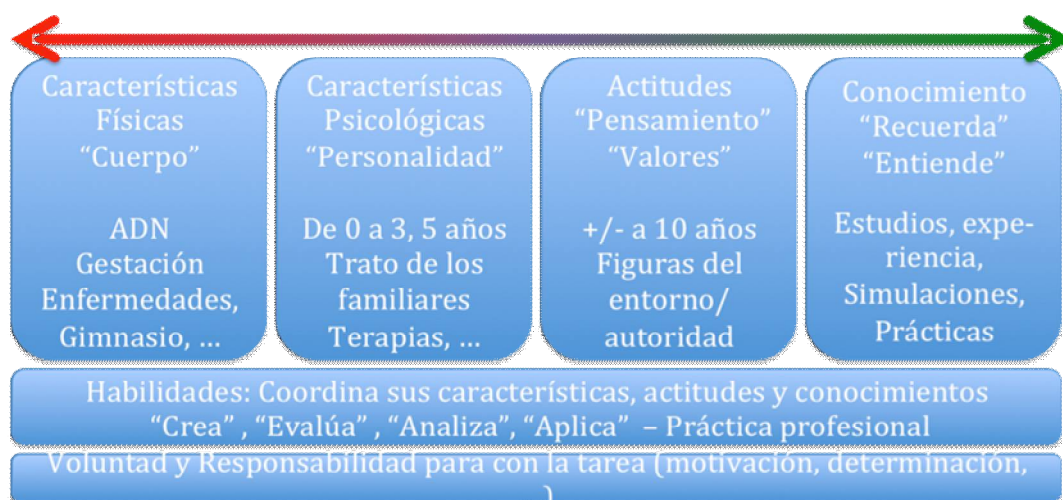 Características
Físicas
“Cuerpo”
ADN
Gestación
Enfermedades,
Gimnasio, ...
Características
Psicológicas
“Personalidad”
De 0 a 3, 5 años
Trato de los
familiares
Terapias, ...
Actitudes
“Pensamiento”
“Valores”
+/- a 10 años
Figuras del
entorno/
autoridad
Conocimiento
“Recuerda”
“Entiende”
Estudios, expe-
riencia,
Simulaciones,
Prácticas
Habilidades: Coordina sus características, actitudes y conocimientos
“Crea” , “Evalúa” , “Analiza”, “Aplica” – Práctica profesional
Voluntad y Responsabilidad para con la tarea (motivación, determinación,
)